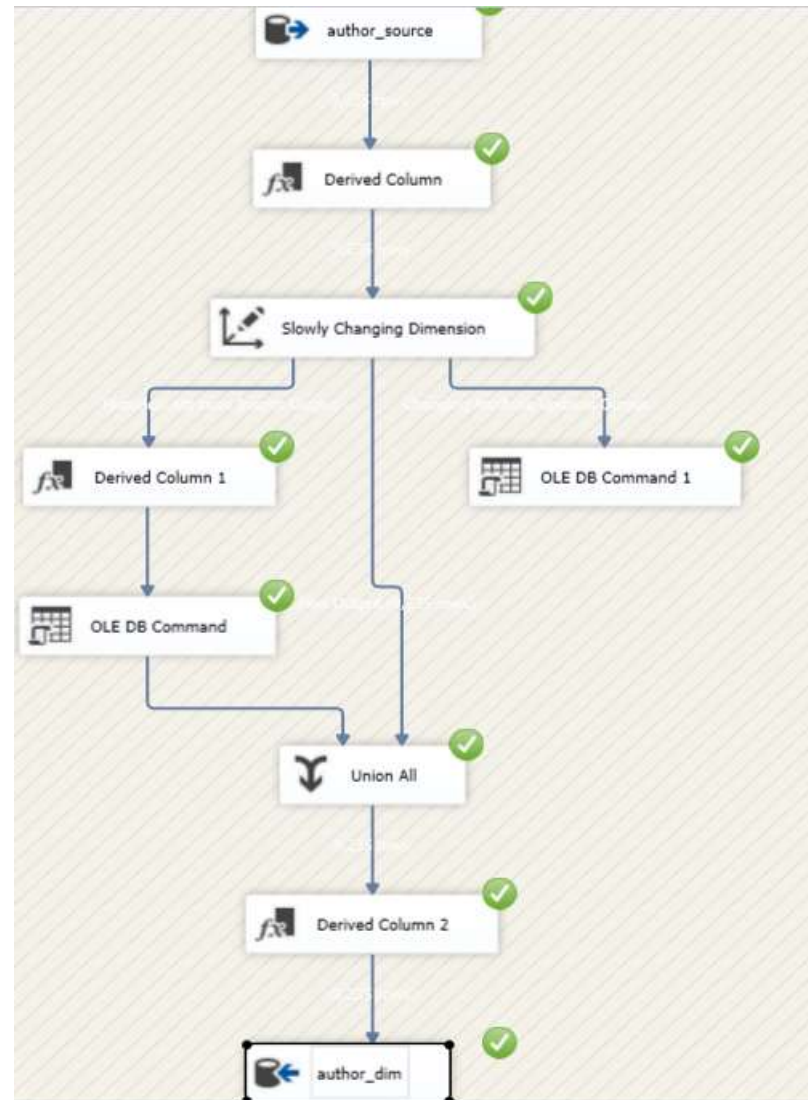 author_source
Derived Column
Slowly Changing Dimension
Derived Column 1
OLE DB Command 1
OLE DB Command
Union All
Derived Column 2
author_dim